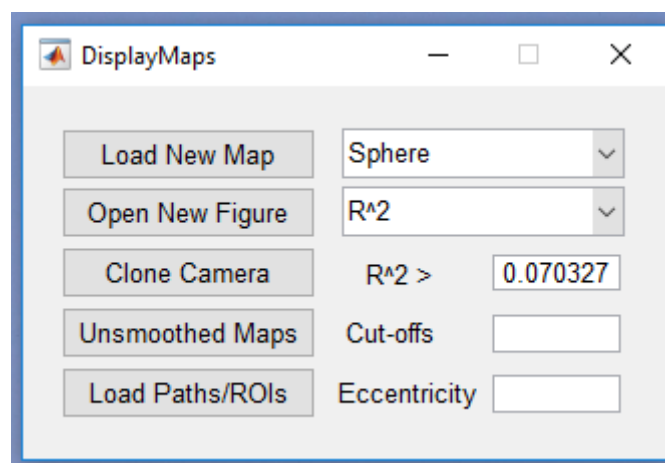 DisplayMaps
Load New Map Sphere
Open New Figure R^2
Clone Camera R^2 > 0.070327
Unsmoothed Maps Cut-offs
Load Paths/ROIs Eccentricity